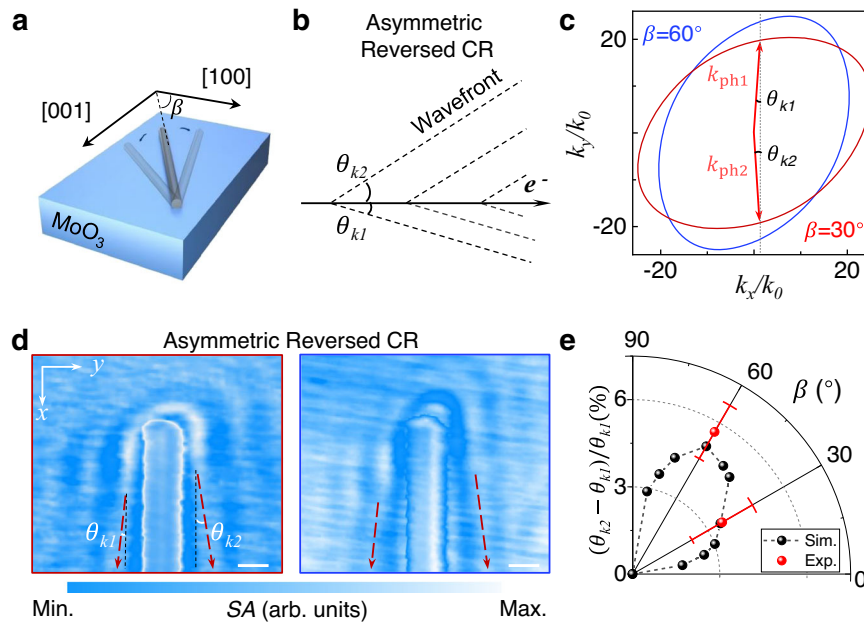 a
[001]
[100]
β
MoO₃
b
Asymmetric
Reversed CR
Wavefront
θk2
θk1
e⁻
c
β=60°
20
-20
ky/k0
kph1
kph2
θk1
θk2
β=30°
-20 0 20
kx/k0
d
Asymmetric Reversed CR
y
x
θk1
θk2
Min.
SA (arb. units)
Max.
e
90
60
β (°)
30
0
6
3
0
(θk2 − θk1)/θk1(%)
Sim.
Exp.